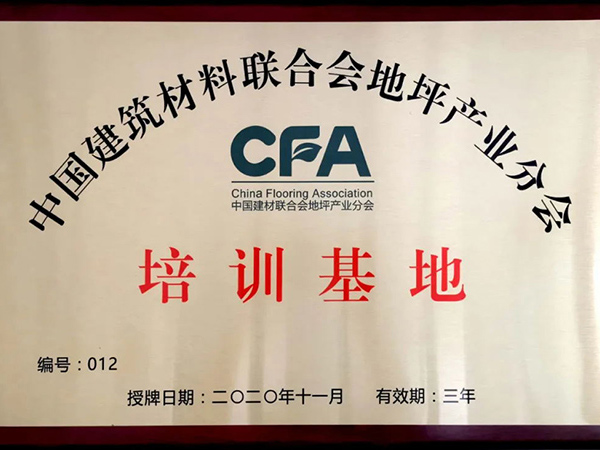 中国建筑材料联合会地坪产业分会
CFA
China Flooring Association
中国建材联合会地坪产业分会
培训基地
编号：012
授牌日期：二〇二〇年十一月 有效期：三年